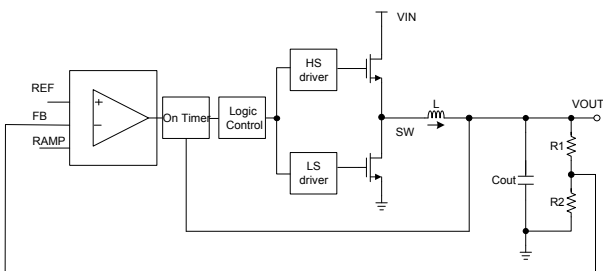 VIN
HS
driver
REF
FB
RAMP
+
−
On Timer
Logic
Control
L
SW
VOUT
R1
LS
driver
Cout
R2